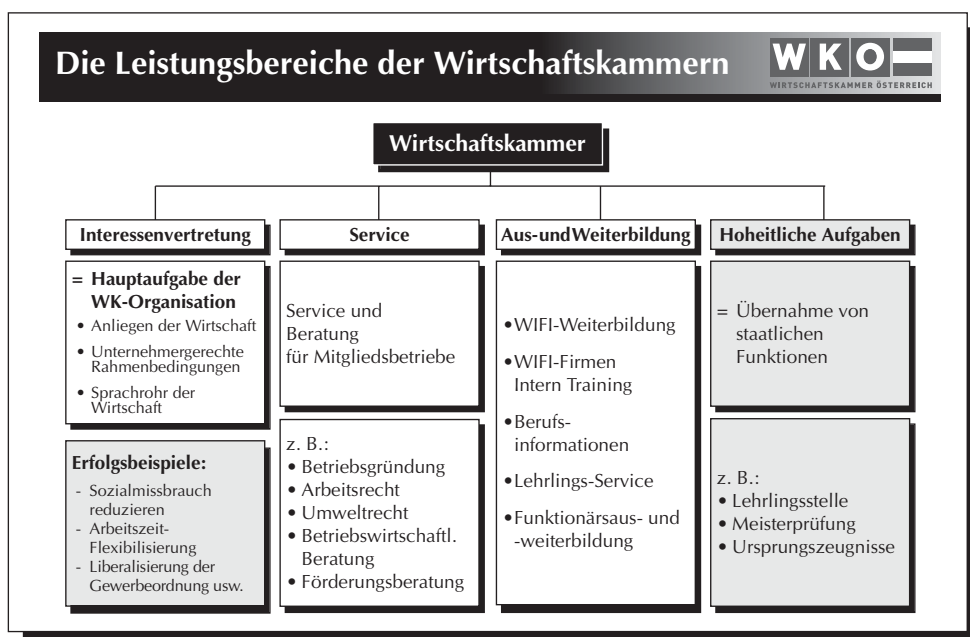 Die Leistungsbereiche der Wirtschaftskammern
WKO
WIRTSCHAFTSKAMMER ÖSTERREICH
Wirtschaftskammer
Interessenvertretung
= Hauptaufgabe der
WK-Organisation
• Anliegen der Wirtschaft
• Unternehmergerechte
Rahmenbedingungen
• Sprachrohr der
Wirtschaft
Erfolgsbeispiele:
- Sozialmissbrauch
reduzieren
- Arbeitszeit-
Flexibilisierung
- Liberalisierung der
Gewerbeordnung usw.
Service
Service und
Beratung
für Mitgliedsbetriebe
z. B.:
• Betriebsgründung
• Arbeitsrecht
• Umweltrecht
• Betriebswirtschaftl.
Beratung
• Förderungsberatung
Aus-und Weiterbildung
•WIFI-Weiterbildung
•WIFI-Firmen
Intern Training
•Berufs-
informationen
•Lehrlings-Service
•Funktionärsaus- und
-weiterbildung
Hoheitliche Aufgaben
= Übernahme von
staatlichen
Funktionen
z. B.:
• Lehrlingsstelle
• Meisterprüfung
• Ursprungszeugnisse